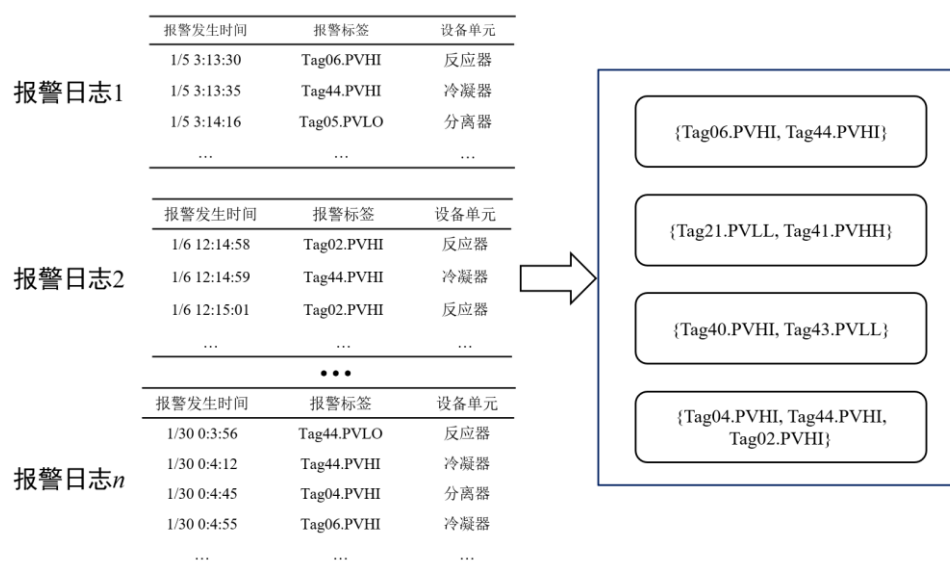 报警日志1
报警发生时间 报警标签 设备单元
1/5 3:13:30 Tag06.PVHI 反应器
1/5 3:13:35 Tag44.PVHI 冷凝器
1/5 3:14:16 Tag05.PVLO 分离器
… … …
报警日志2
报警发生时间 报警标签 设备单元
1/6 12:14:58 Tag02.PVHI 反应器
1/6 12:14:59 Tag44.PVHI 冷凝器
1/6 12:15:01 Tag02.PVHI 反应器
… … …
•••
报警日志n
报警发生时间 报警标签 设备单元
1/30 0:3:56 Tag44.PVLO 反应器
1/30 0:4:12 Tag44.PVHI 冷凝器
1/30 0:4:45 Tag04.PVHI 分离器
1/30 0:4:55 Tag06.PVHI 冷凝器
… … …
{Tag06.PVHI, Tag44.PVHI}
{Tag21.PVLL, Tag41.PVHH}
{Tag40.PVHI, Tag43.PVLL}
{Tag04.PVHI, Tag44.PVHI,
Tag02.PVHI}